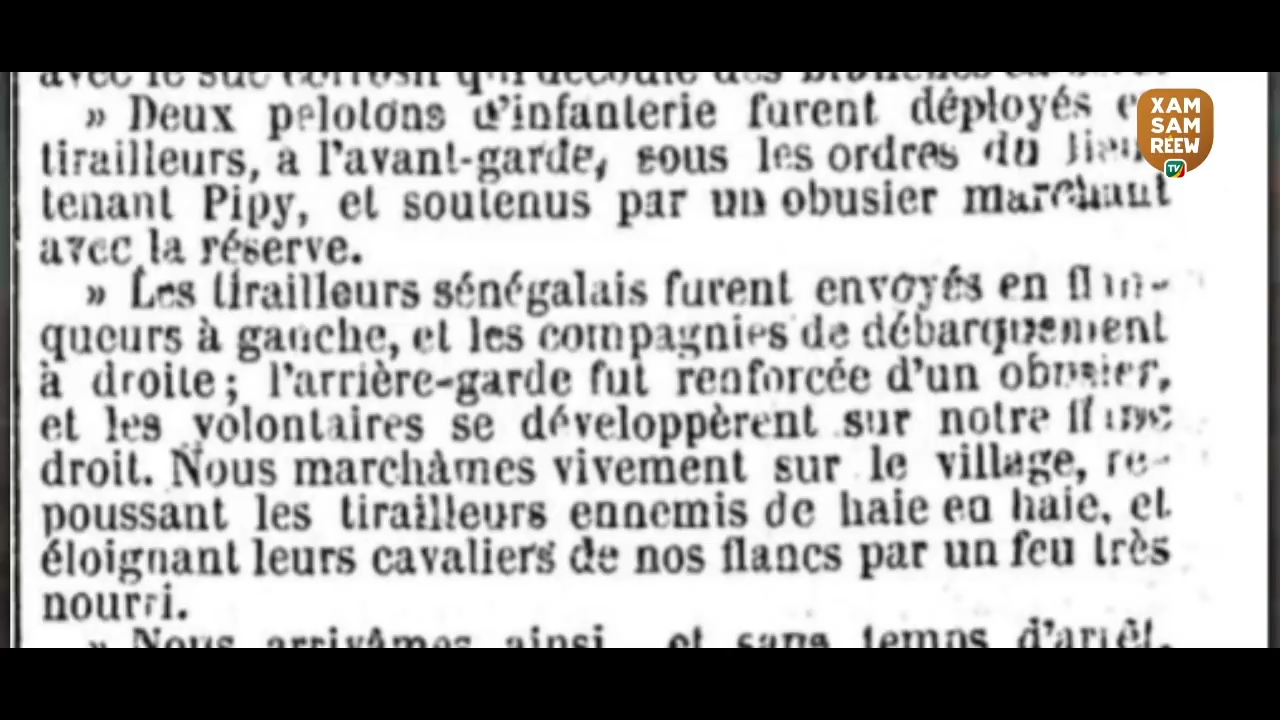 » Deux pelotons d'infanterie furent déployés
tirailleurs, a l'avant-garde, sous les ordres du lieu
tenant Pipy, et soutenus par un obusier marchant
avec la réserve.
» Les tirailleurs sénégalais furent envoyés en flan-
queurs à gauche, et les compagnies de débarquement
à droite; l'arrière-garde fut renforcée d'un obusier,
et les volontaires se développèrent sur notre flanc
droit. Nous marchâmes vivement sur le village, re-
poussant les tirailleurs ennemis de haie en haie, et
éloignant leurs cavaliers de nos flancs par un feu très
nourri.
» Nous arrivâmes ainsi, et sans temps d'arrêt,
XAM
SAM
RÉEW
TV